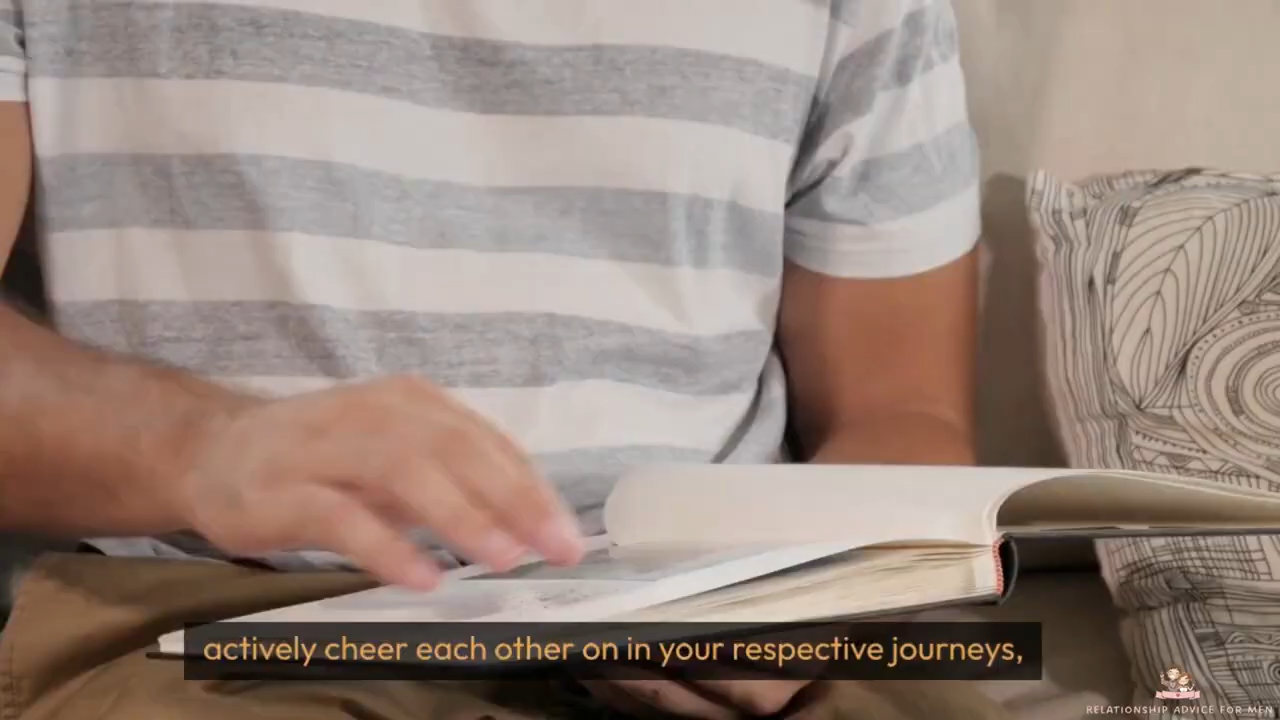 actively cheer each other on in your respective journeys,
RELATIONSHIP ADVICE FOR MEN